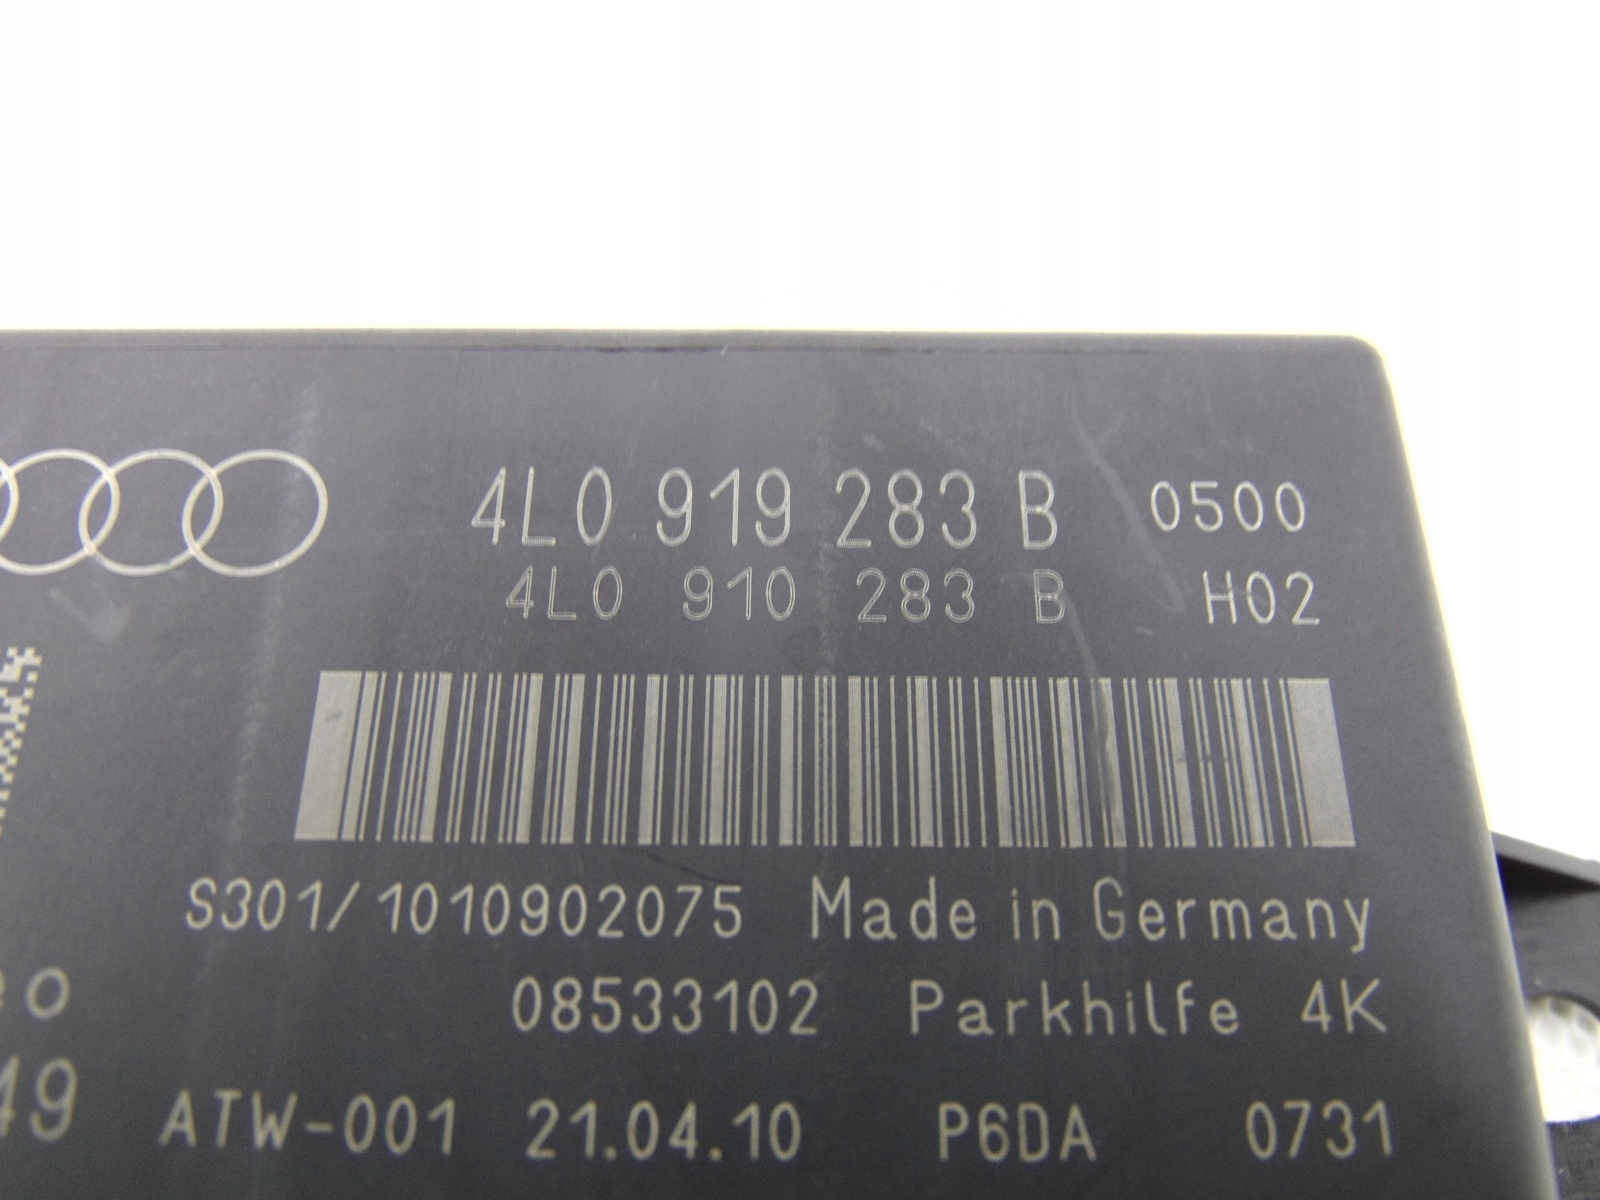 4L0 919 283 B 0500
4L0 910 283 B H02
S301/1010902075 Made in Germany
08533102 Parkhilfe 4K
49 ATW-001 21.04.10 P6DA 0731